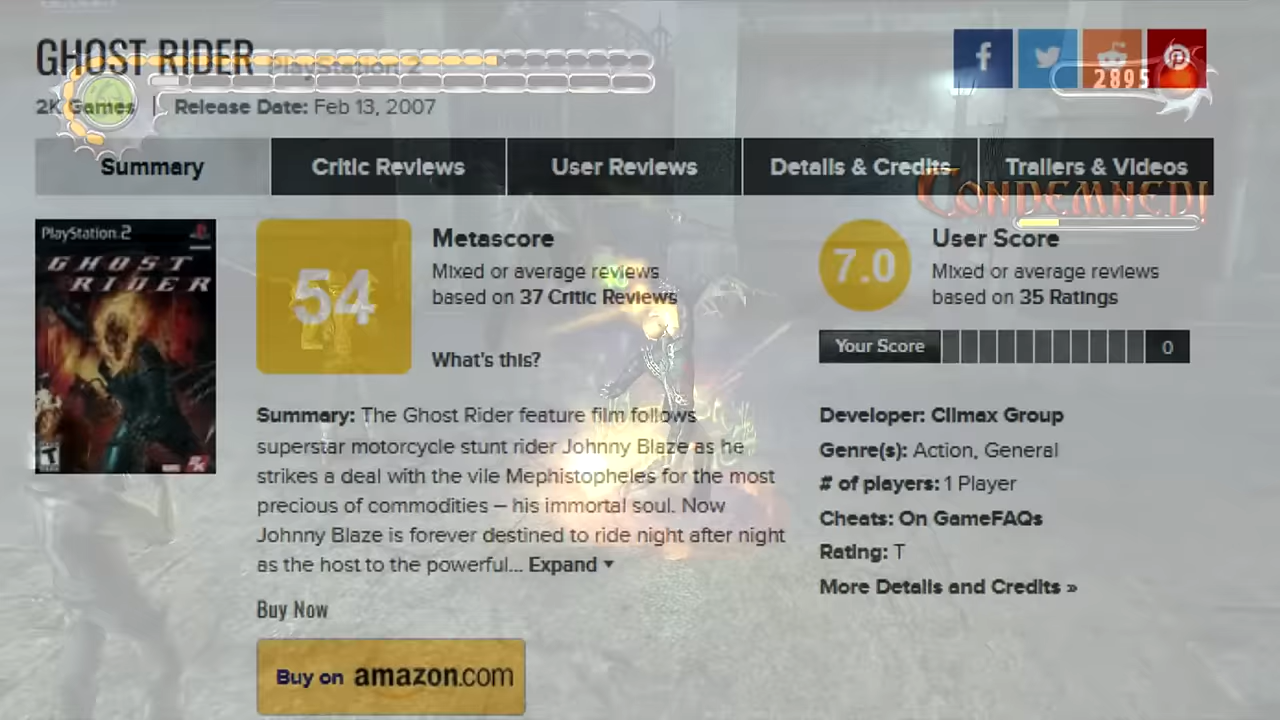 GHOST RIDER PlayStation 2
2K Games | Release Date: Feb 13, 2007
2895
Summary Critic Reviews User Reviews Details & Credits Trailers & Videos
CONDEMNED!
PlayStation.2
GHOST
RIDER
T
2K
54
Metascore
Mixed or average reviews
based on 37 Critic Reviews
What's this?
7.0
User Score
Mixed or average reviews
based on 35 Ratings
Your Score 0
Summary: The Ghost Rider feature film follows
superstar motorcycle stunt rider Johnny Blaze as he
strikes a deal with the vile Mephistopheles for the most
precious of commodities – his immortal soul. Now
Johnny Blaze is forever destined to ride night after night
as the host to the powerful... Expand
Buy Now
Buy on amazon.com
Developer: Climax Group
Genre(s): Action, General
# of players: 1 Player
Cheats: On GameFAQs
Rating: T
More Details and Credits »